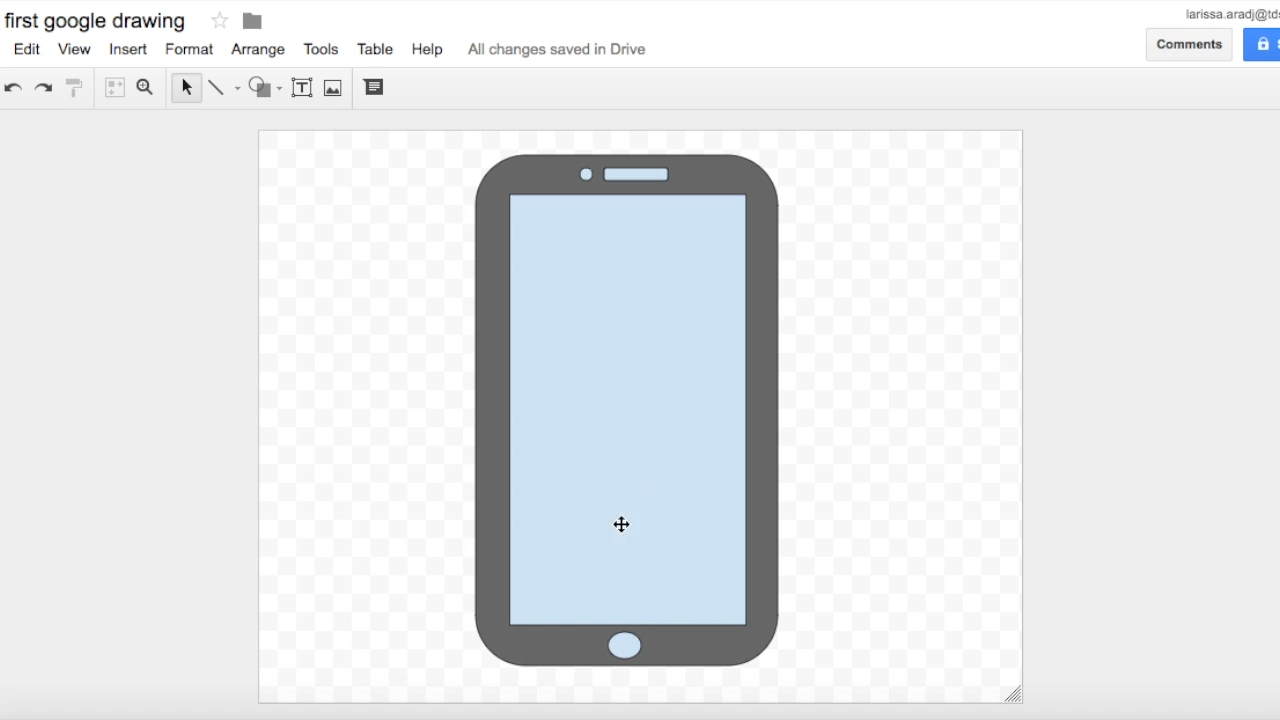 first google drawing
larissa.aradj@tds
Edit View Insert Format Arrange Tools Table Help All changes saved in Drive
Comments
T